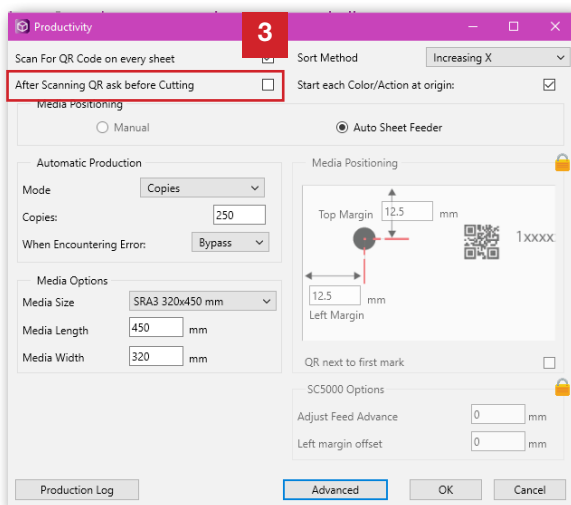 Productivity
3
Scan For QR Code on every sheet
Sort Method
Increasing X
After Scanning QR ask before Cutting
Start each Color/Action at origin:
Media Positioning
Manual
Auto Sheet Feeder
Automatic Production
Mode
Copies
Copies:
250
When Encountering Error:
Bypass
Media Options
Media Size
SRA3 320x450 mm
Media Length
450
mm
Media Width
320
mm
Media Positioning
Top Margin
12.5
mm
1xxxx
12.5
mm
Left Margin
QR next to first mark
SC5000 Options
Adjust Feed Advance
0
mm
Left margin offset
0
mm
Production Log
Advanced
OK
Cancel